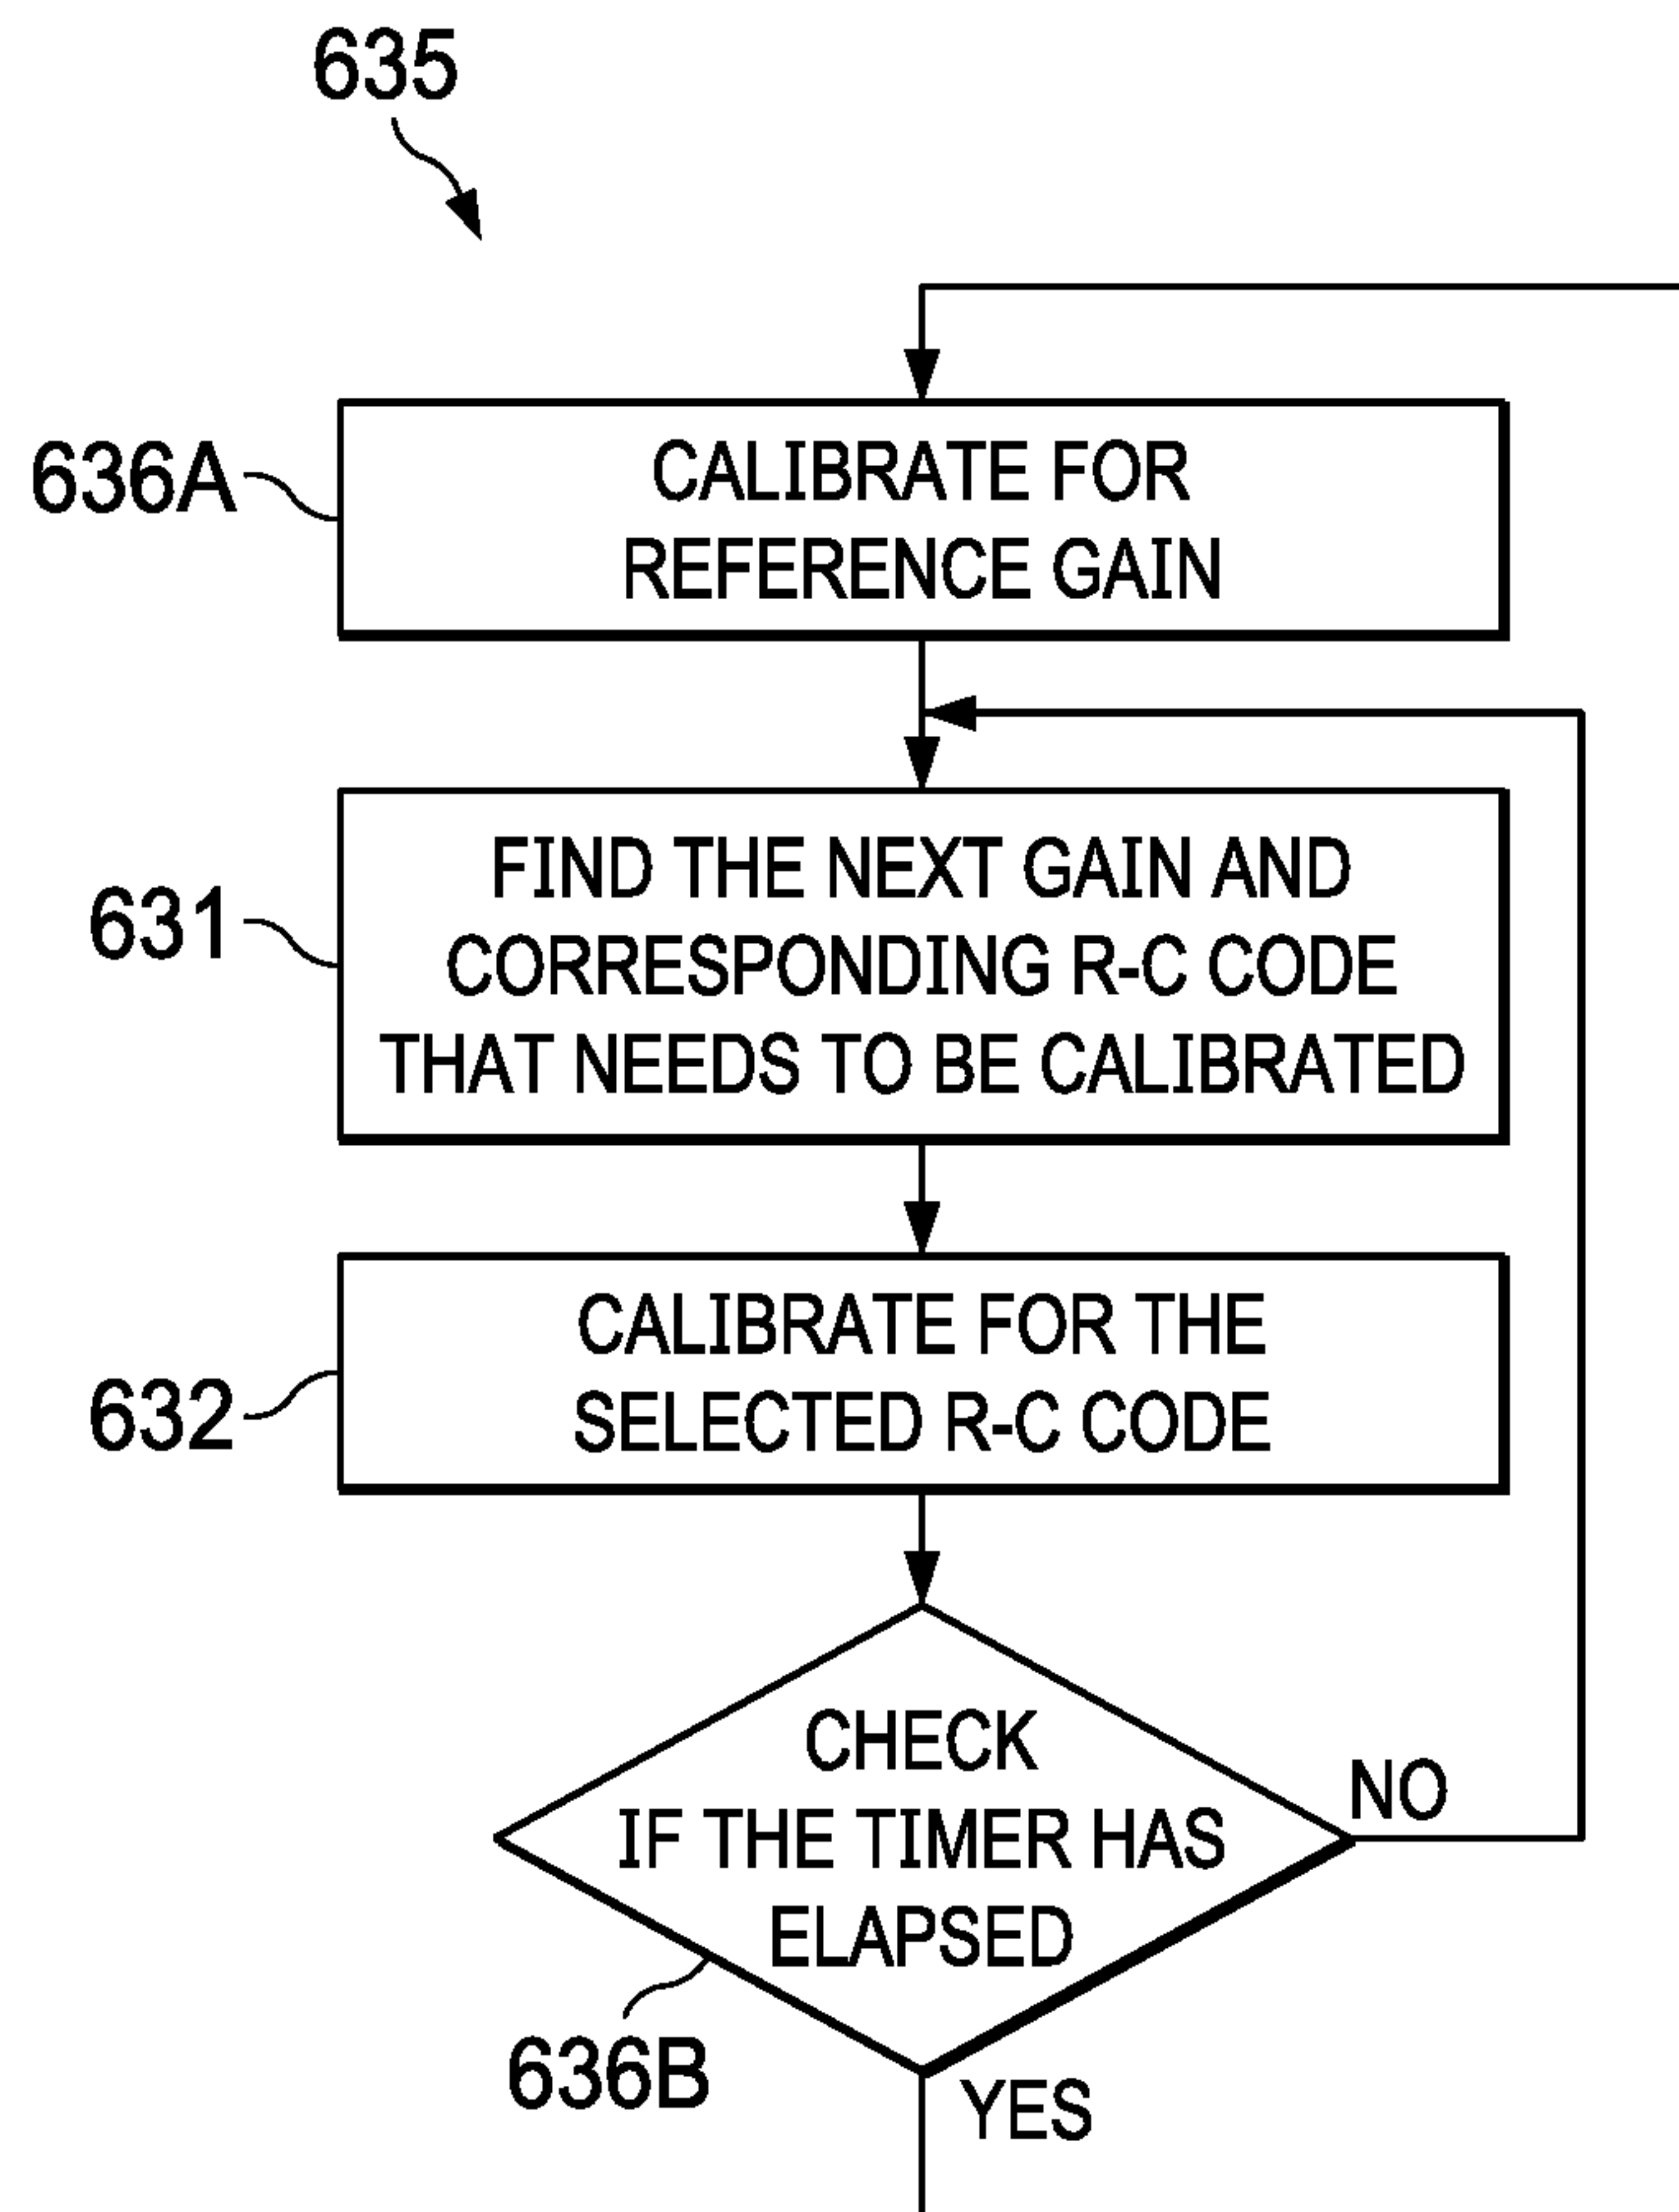 635
636A
CALIBRATE FOR
REFERENCE GAIN
631
FIND THE NEXT GAIN AND
CORRESPONDING R-C CODE
THAT NEEDS TO BE CALIBRATED
632
CALIBRATE FOR THE
SELECTED R-C CODE
CHECK
IF THE TIMER HAS
ELAPSED
NO
636B
YES